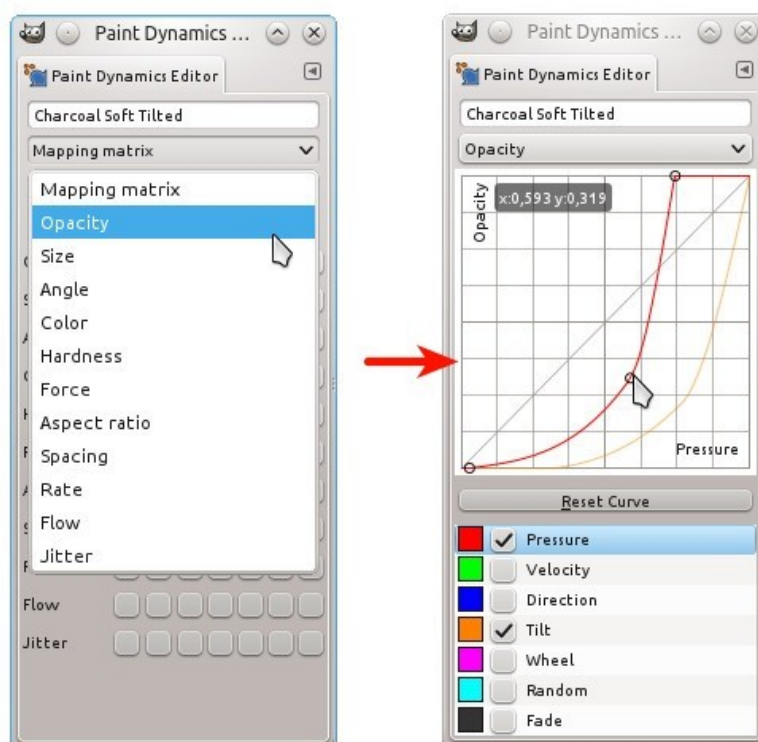 Paint Dynamics ...
Paint Dynamics Editor
Charcoal Soft Tilted
Mapping matrix
Mapping matrix
Opacity
Size
Angle
Color
Hardness
Force
Aspect ratio
Spacing
Rate
Flow
Jitter
Flow
Jitter
Paint Dynamics ...
Paint Dynamics Editor
Charcoal Soft Tilted
Opacity
Opacity
x:0,593 y:0,319
Pressure
Reset Curve
Pressure
Velocity
Direction
Tilt
Wheel
Random
Fade